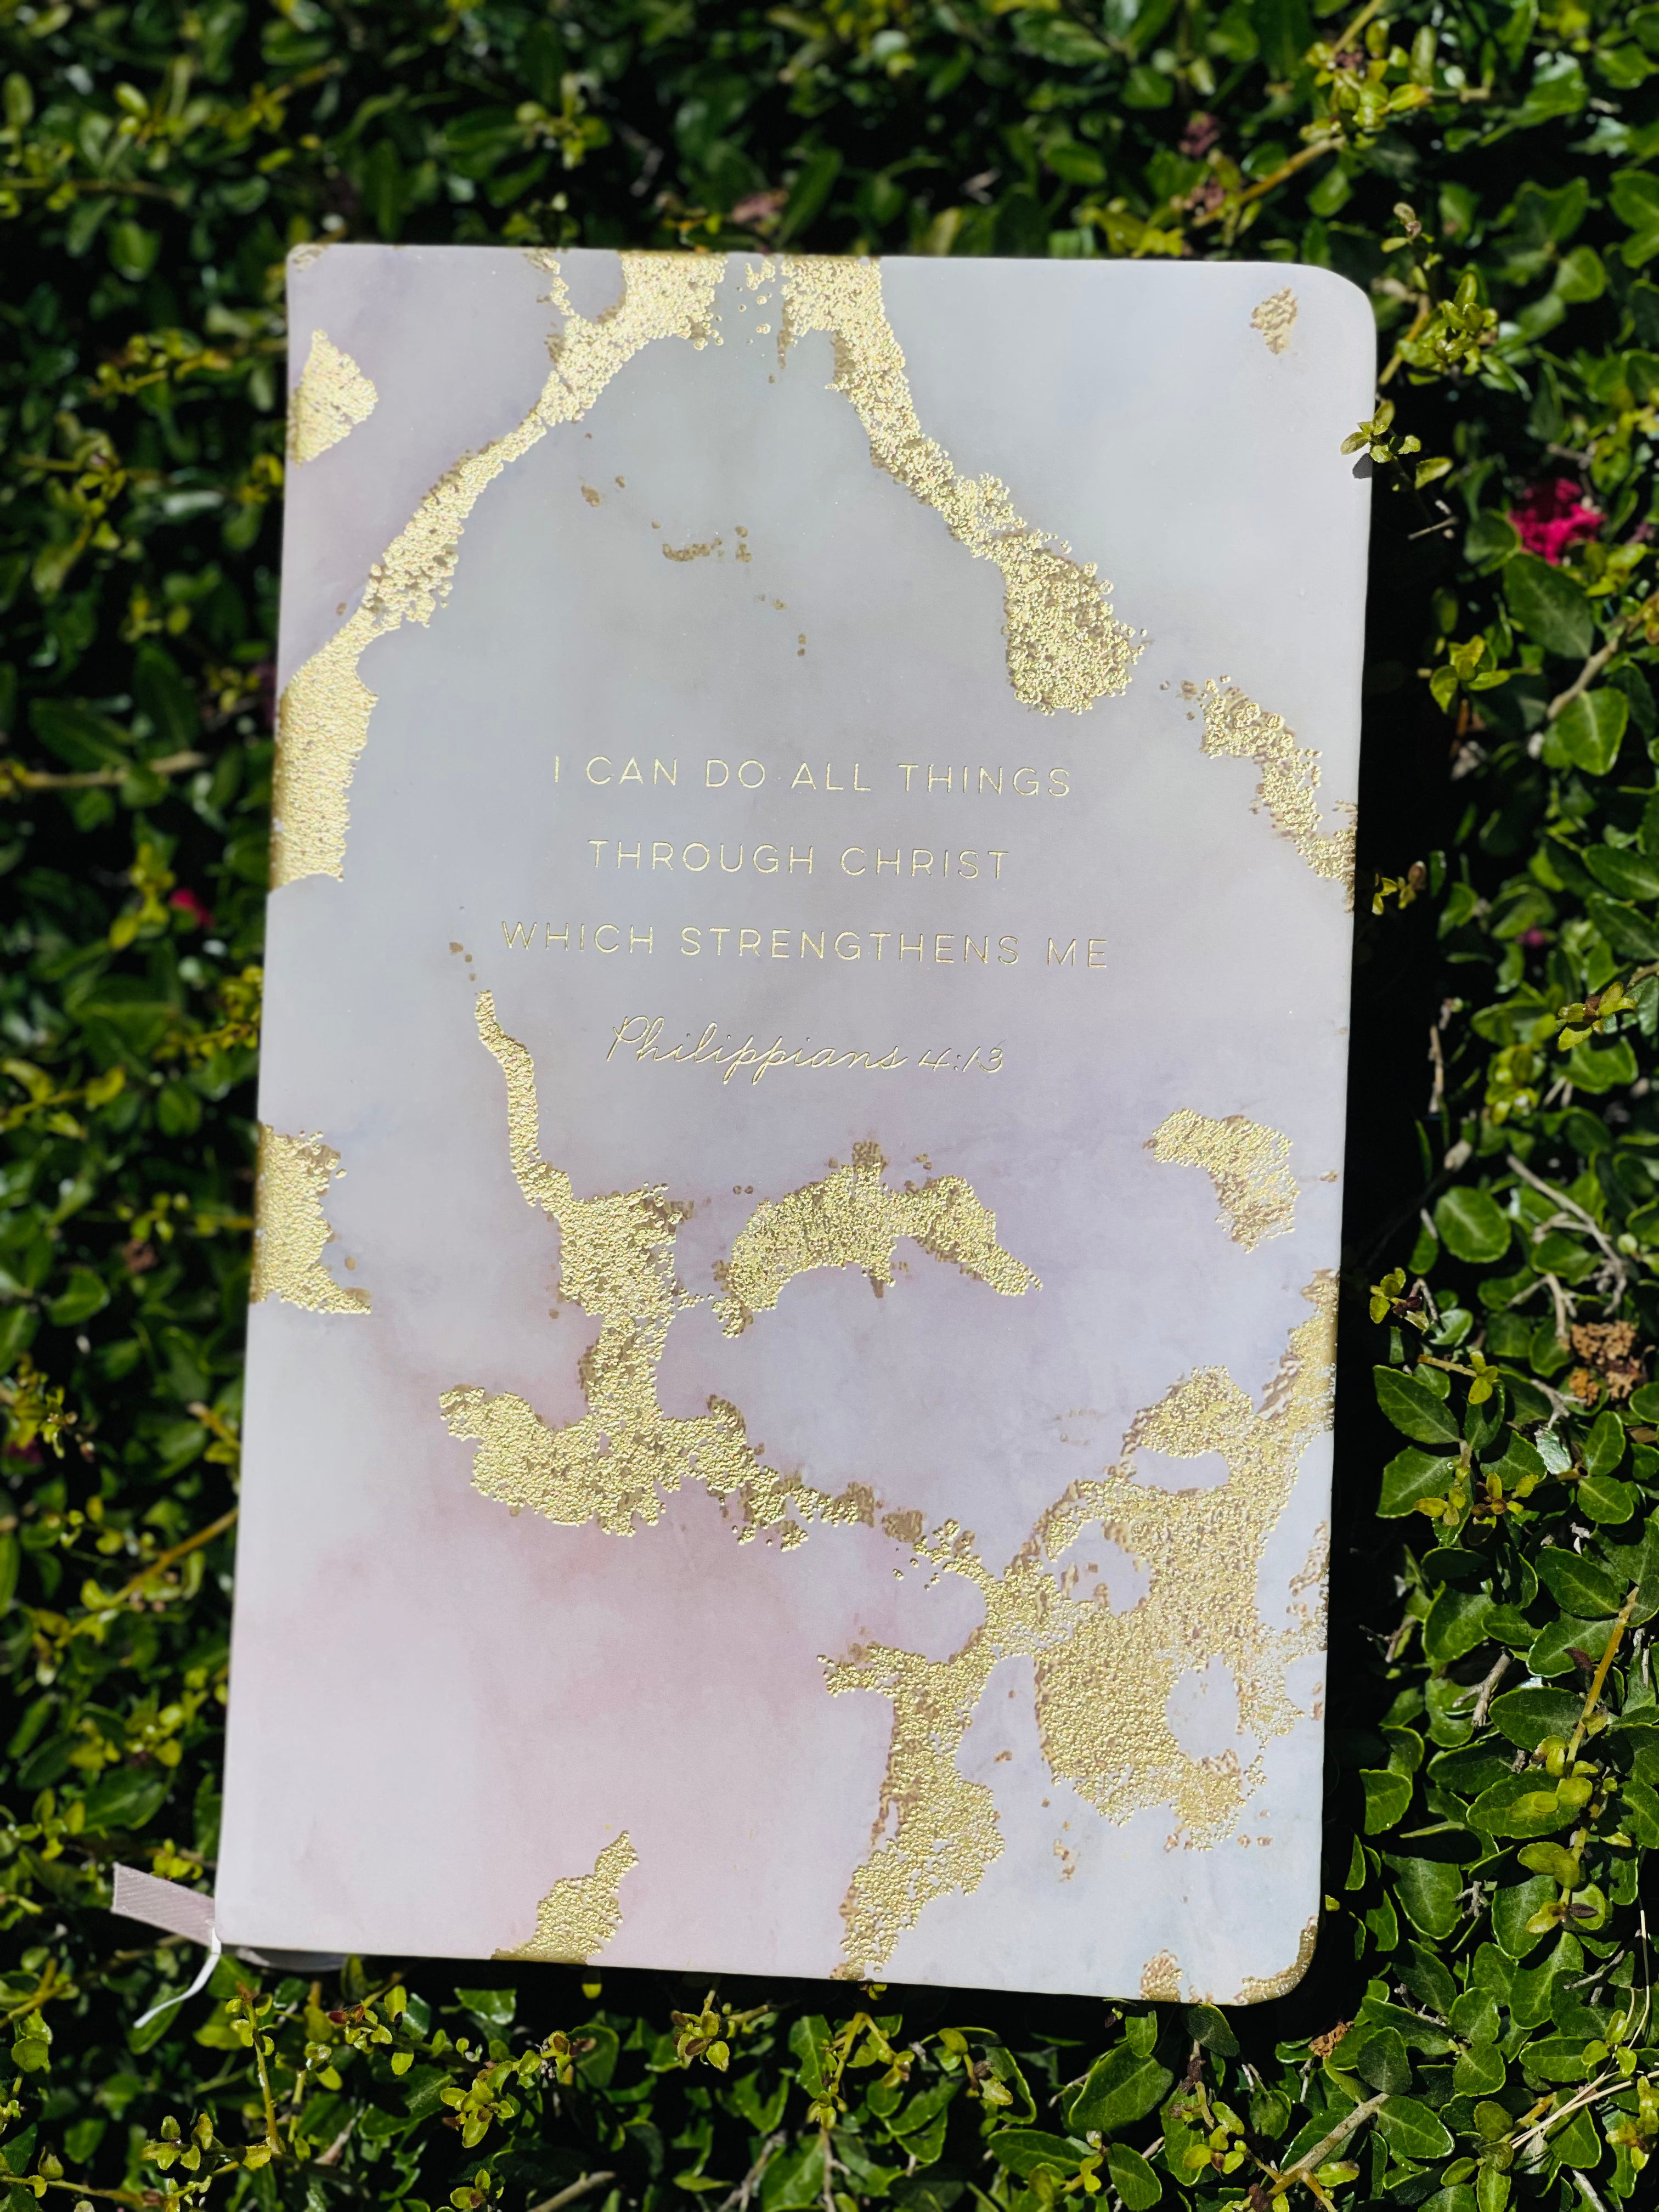 I CAN DO ALL THINGS
THROUGH CHRIST
WHICH STRENGTHENS ME
Philippians 4:13